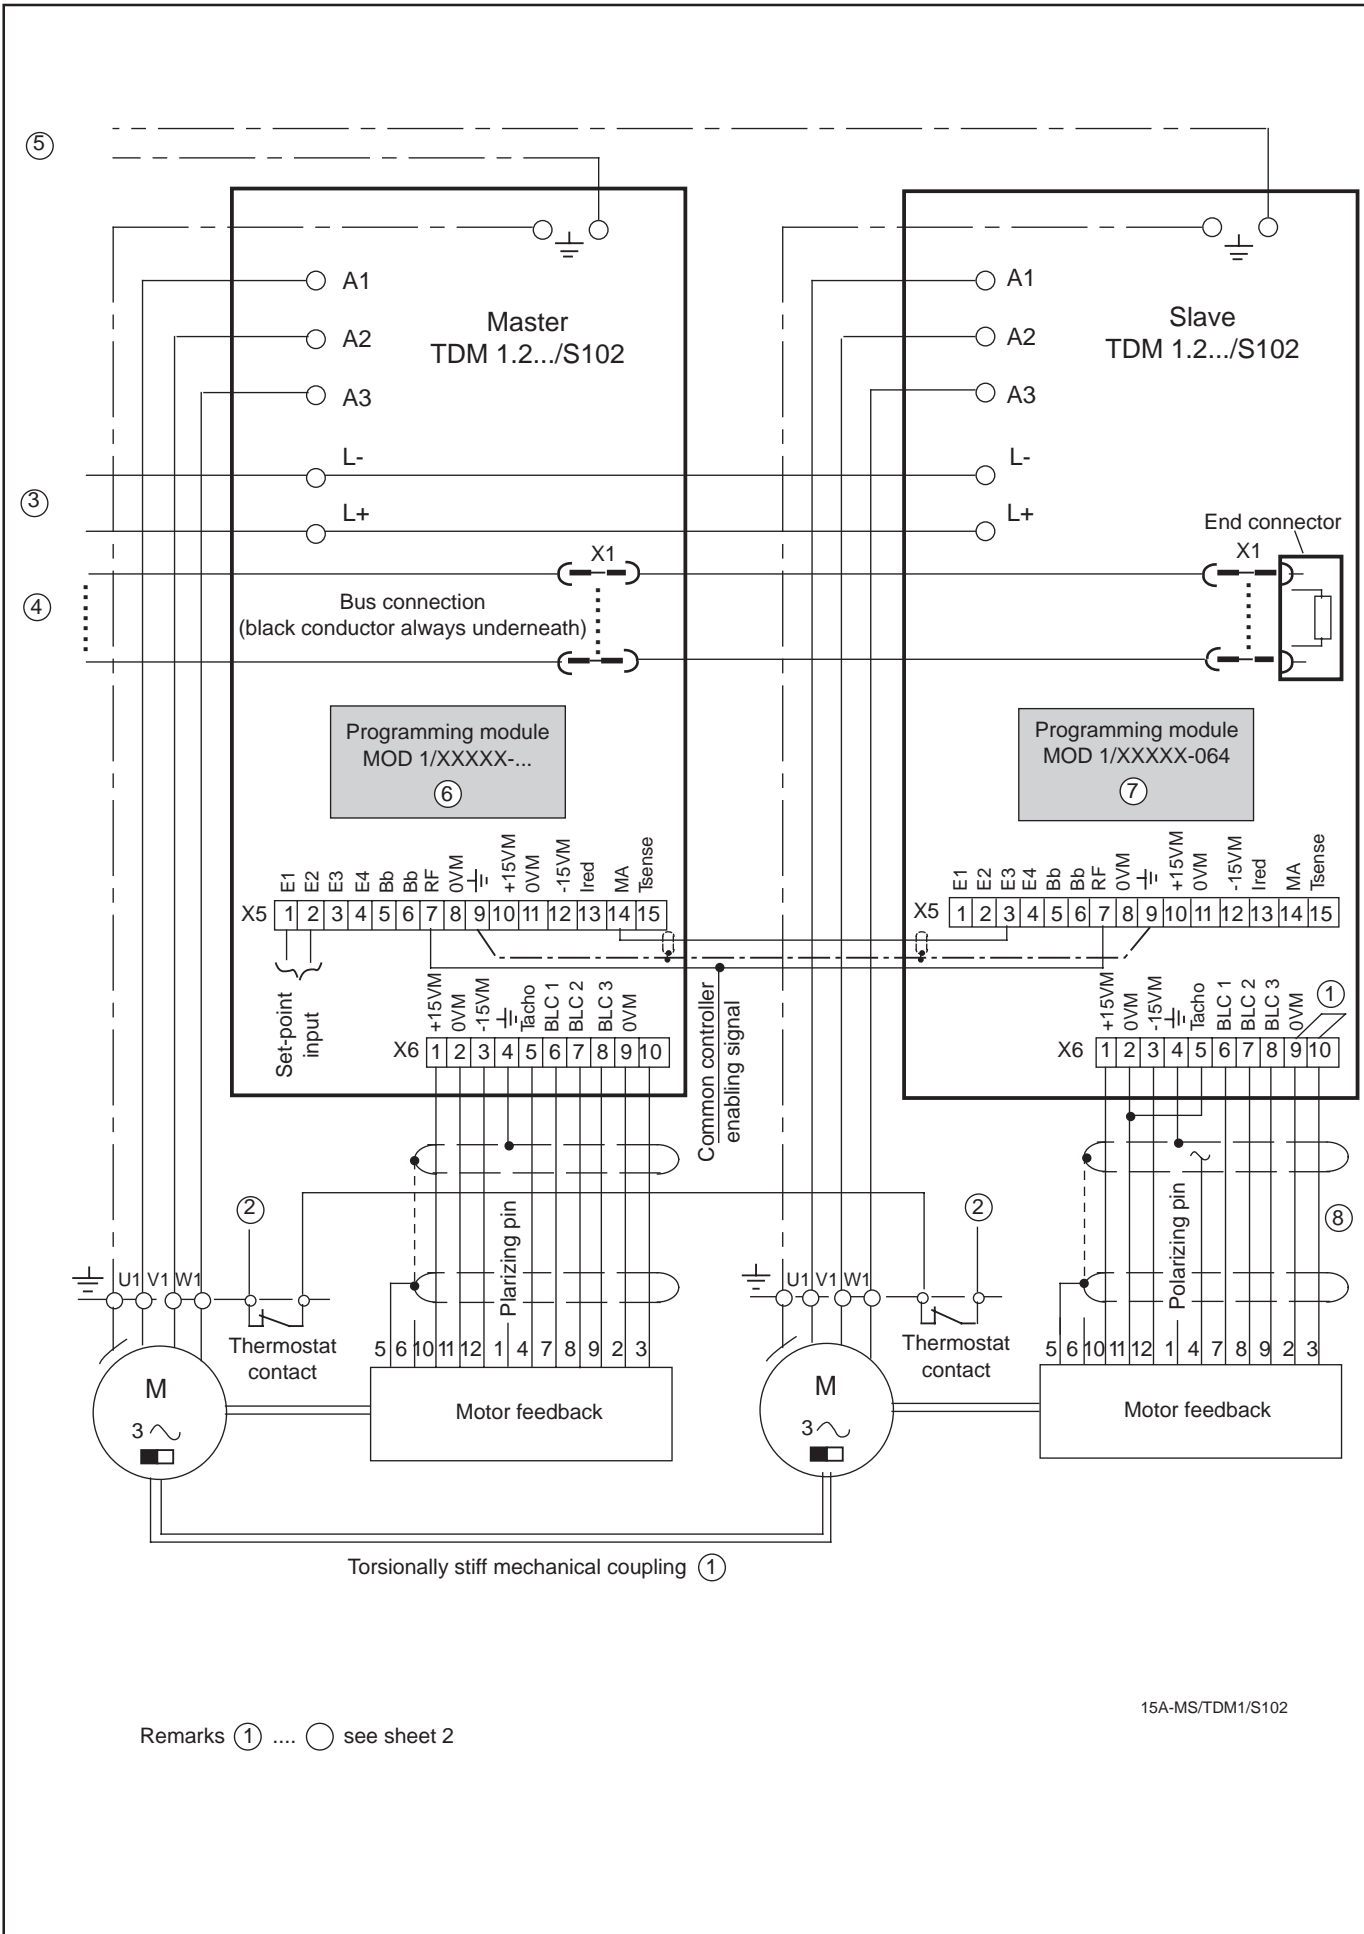 5
A1
Master
A2
TDM 1.2.../S102
A3
L-
3
L+
X1
4
Bus connection
(black conductor always underneath)
Programming module
MOD 1/XXXXX-...
6
E1 E2 E3 E4 Bb Bb RF 0VM +15VM 0VM -15VM Ired MA Tsense
X5 1 2 3 4 5 6 7 8 9 10 11 12 13 14 15
Set-point
input
+15VM 0VM -15VM Tacho BLC 1 BLC 2 BLC 3 0VM
X6 1 2 3 4 5 6 7 8 9 10
Common controller
enabling signal
A1
Slave
A2
TDM 1.2.../S102
A3
L-
L+
End connector
X1
Programming module
MOD 1/XXXXX-064
7
E1 E2 E3 E4 Bb Bb RF 0VM +15VM 0VM -15VM Ired MA Tsense
X5 1 2 3 4 5 6 7 8 9 10 11 12 13 14 15
+15VM 0VM -15VM Tacho BLC 1 BLC 2 BLC 3 0VM
1
X6 1 2 3 4 5 6 7 8 9 10
2
Plarizing pin
U1 V1 W1
Thermostat
contact
5 6 10 11 12 1 4 7 8 9 2 3
M
3
Motor feedback
2
Polarizing pin
8
U1 V1 W1
Thermostat
contact
5 6 10 11 12 1 4 7 8 9 2 3
M
3
Motor feedback
Torsionally stiff mechanical coupling 1
15A-MS/TDM1/S102
Remarks 1 .... see sheet 2